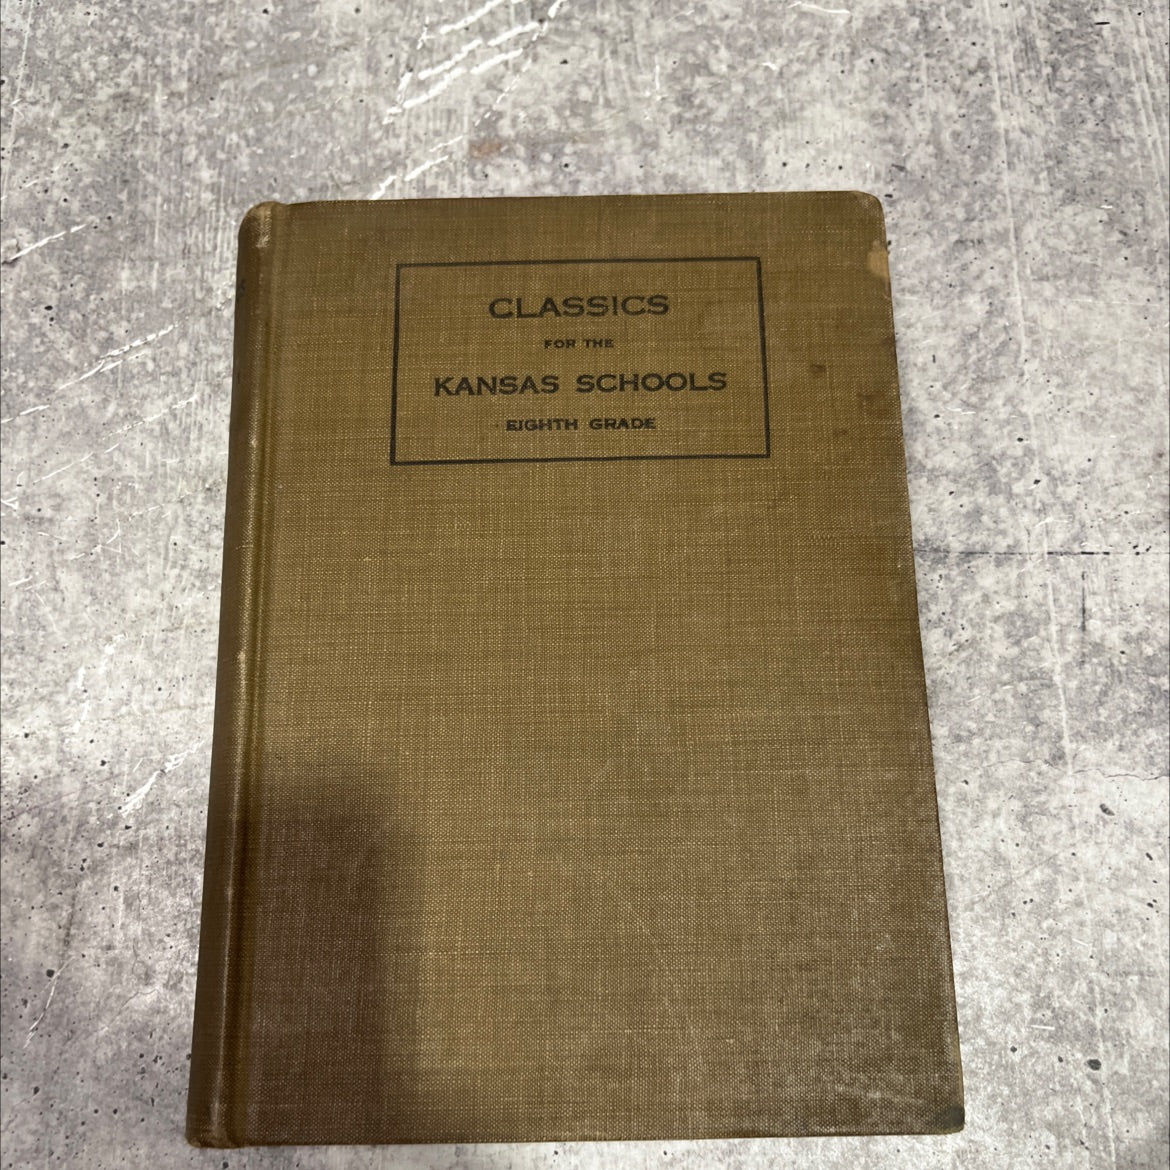 CLASSICS
FOR THE
KANSAS SCHOOLS
EIGHTH GRADE